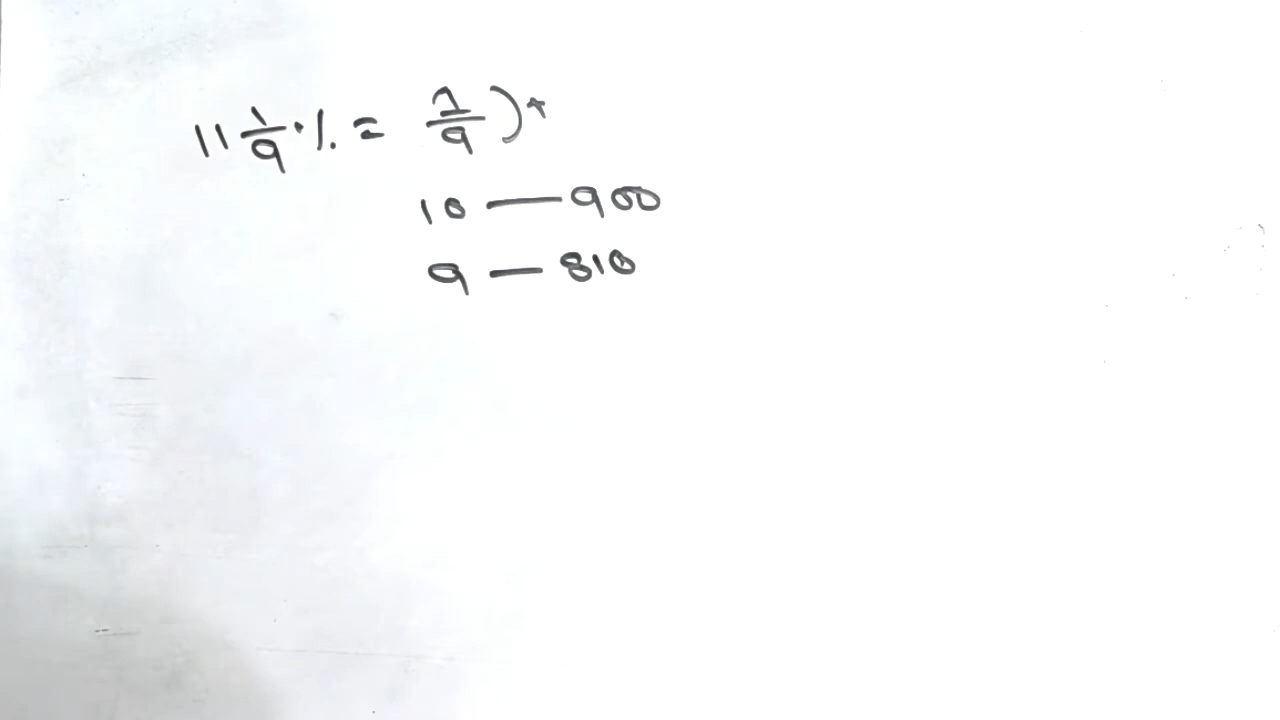 11 1/9 % = 1/9 )+
10 — 900
9 — 810